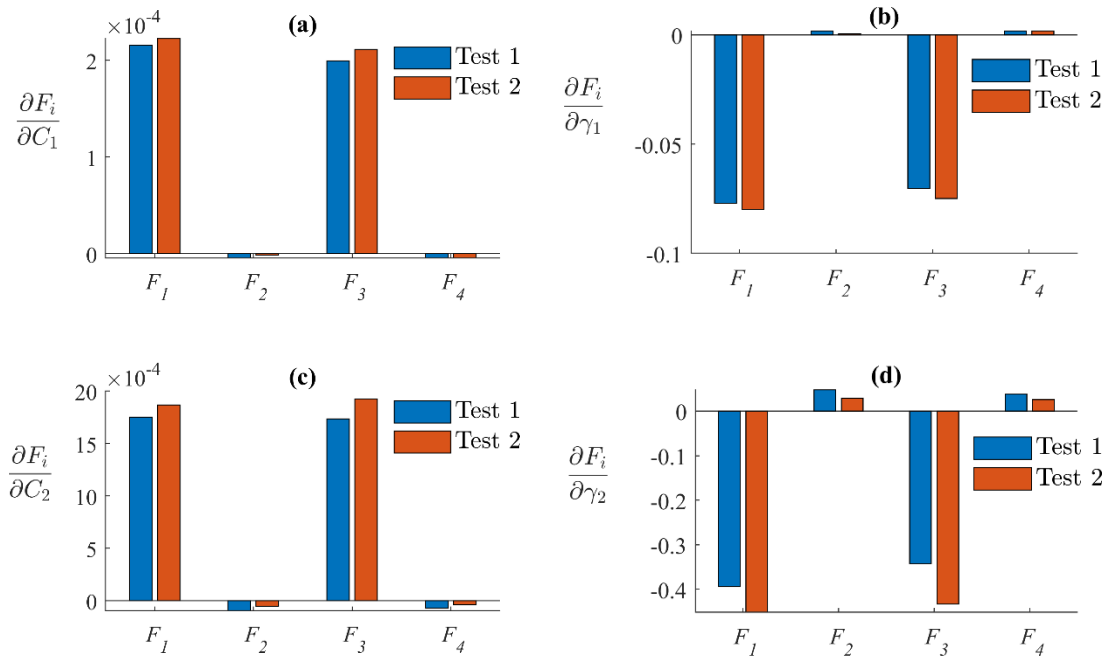 (a)
×10⁻⁴
2
1
0
∂F_i
∂C_1
Test 1
Test 2
F_1
F_2
F_3
F_4
(b)
0
-0.05
-0.1
∂F_i
∂γ_1
Test 1
Test 2
F_1
F_2
F_3
F_4
(c)
×10⁻⁴
20
15
10
5
0
∂F_i
∂C_2
Test 1
Test 2
F_1
F_2
F_3
F_4
(d)
0
-0.1
-0.2
-0.3
-0.4
∂F_i
∂γ_2
Test 1
Test 2
F_1
F_2
F_3
F_4